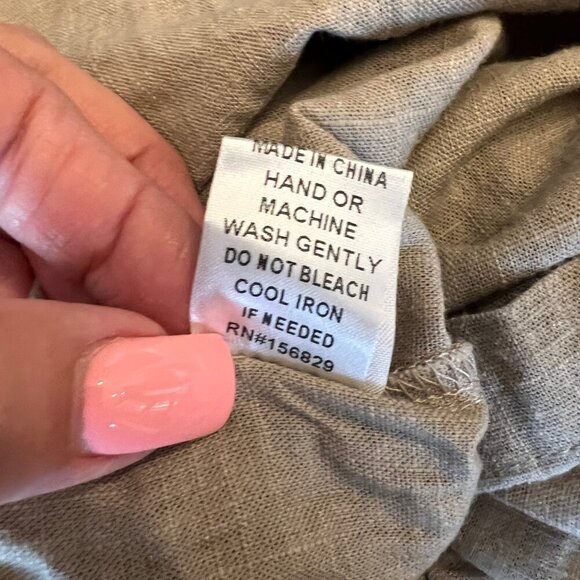 MADE IN CHINA
HAND OR
MACHINE
WASH GENTLY
DO NOT BLEACH
COOL IRON
IF NEEDED
RN#156829